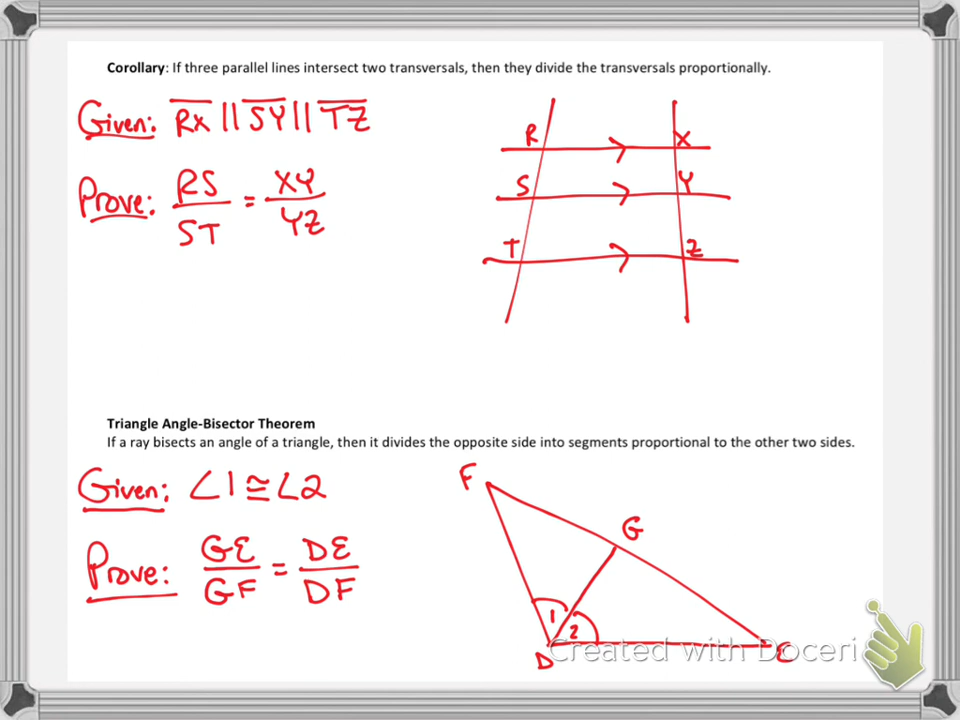 Corollary: If three parallel lines intersect two transversals, then they divide the transversals proportionally.
Given: RX || SY || TZ
Prove: RS/ST = XY/YZ
R X
S Y
T Z
Triangle Angle-Bisector Theorem
If a ray bisects an angle of a triangle, then it divides the opposite side into segments proportional to the other two sides.
Given: ∠1 ≅ ∠2
Prove: GE/GF = DE/DF
F
G
1
2
D
Created with Doceri